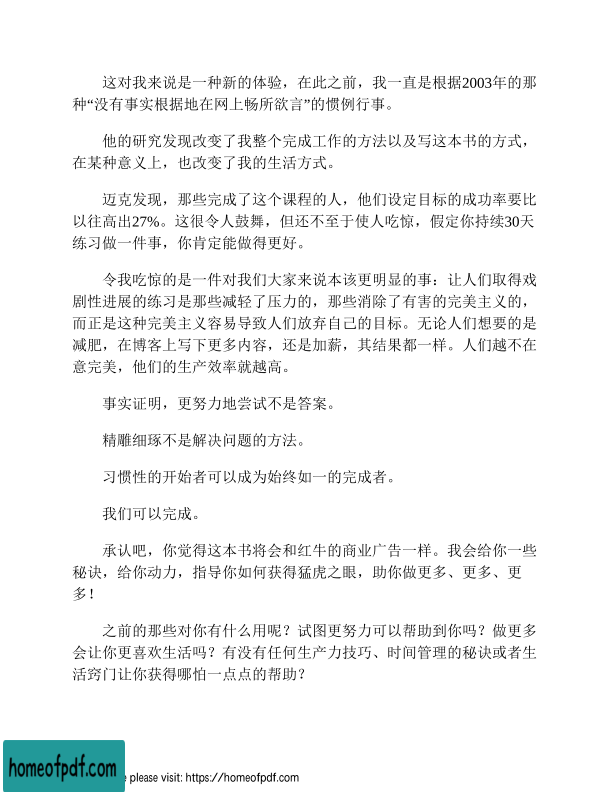 这对我来说是一种新的体验，在此之前，我一直是根据2003年的那
种“没有事实根据地在网上畅所欲言”的惯例行事。
他的研究发现改变了我整个完成工作的方法以及写这本书的方式，
在某种意义上，也改变了我的生活方式。
迈克发现，那些完成了这个课程的人，他们设定目标的成功率要比
以往高出27%。这很令人鼓舞，但还不至于使人吃惊，假定你持续30天
练习做一件事，你肯定能做得更好。
令我吃惊的是一件对我们大家来说本该更明显的事：让人们取得戏
剧性进展的练习是那些减轻了压力的，那些消除了有害的完美主义的，
而正是这种完美主义容易导致人们放弃自己的目标。无论人们想要的是
减肥，在博客上写下更多内容，还是加薪，其结果都一样。人们越不在
意完美，他们的生产效率就越高。
事实证明，更努力地尝试不是答案。
精雕细琢不是解决问题的方法。
习惯性的开始者可以成为始终如一的完成者。
我们可以完成。
承认吧，你觉得这本书将会和红牛的商业广告一样。我会给你一些
秘诀，给你动力，指导你如何获得猛虎之眼，助你做更多、更多、更
多！
之前的那些对你有什么用呢？试图更努力可以帮助到你吗？做更多
会让你更喜欢生活吗？有没有任何生产力技巧、时间管理的秘诀或者生
活窍门让你获得哪怕一点点的帮助？
homeofpdf.com
e please visit: https://homeofpdf.com